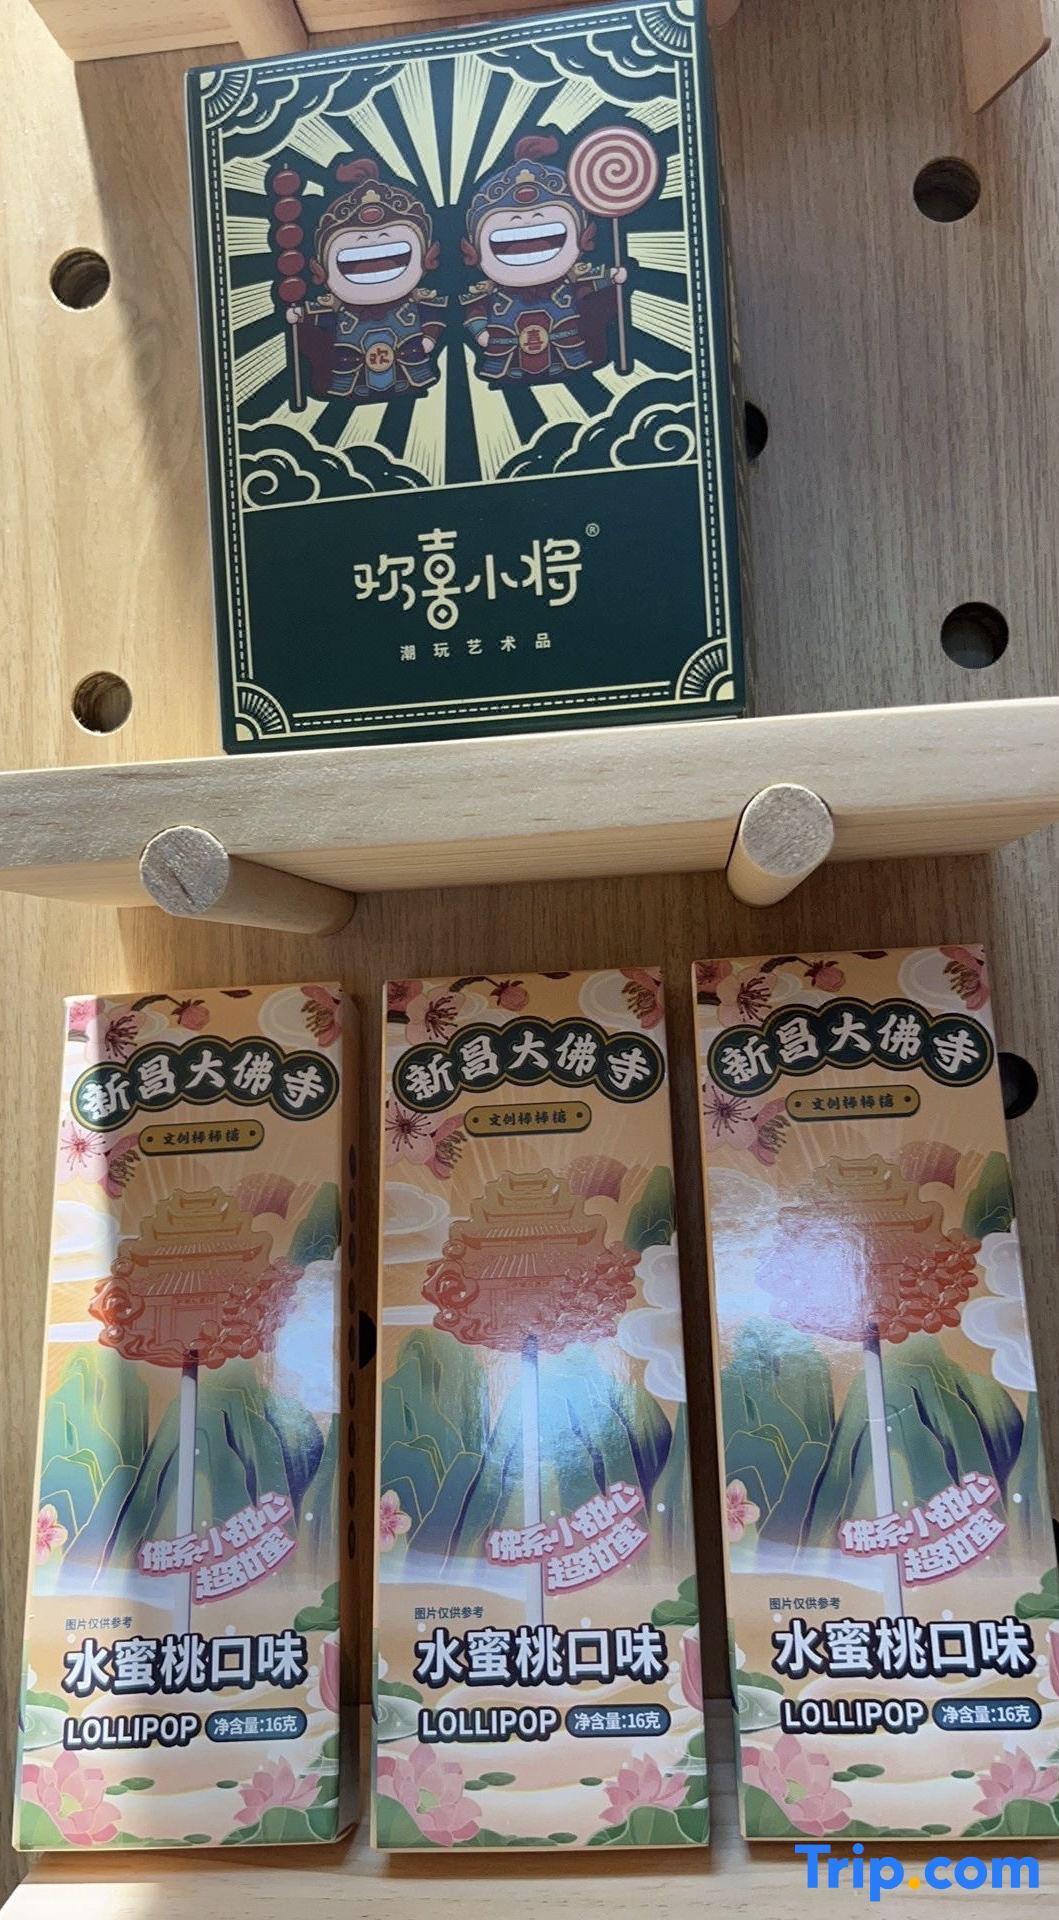 欢
喜
欢喜小将®
潮玩艺术品
新昌大佛寺
文创棒棒糖
佛系小甜心
超甜蜜
图片仅供参考
水蜜桃口味
LOLLIPOP 净含量:16克
新昌大佛寺
文创棒棒糖
佛系小甜心
超甜蜜
图片仅供参考
水蜜桃口味
LOLLIPOP 净含量:16克
新昌大佛寺
文创棒棒糖
佛系小甜心
超甜蜜
图片仅供参考
水蜜桃口味
LOLLIPOP 净含量:16克
Trip.com